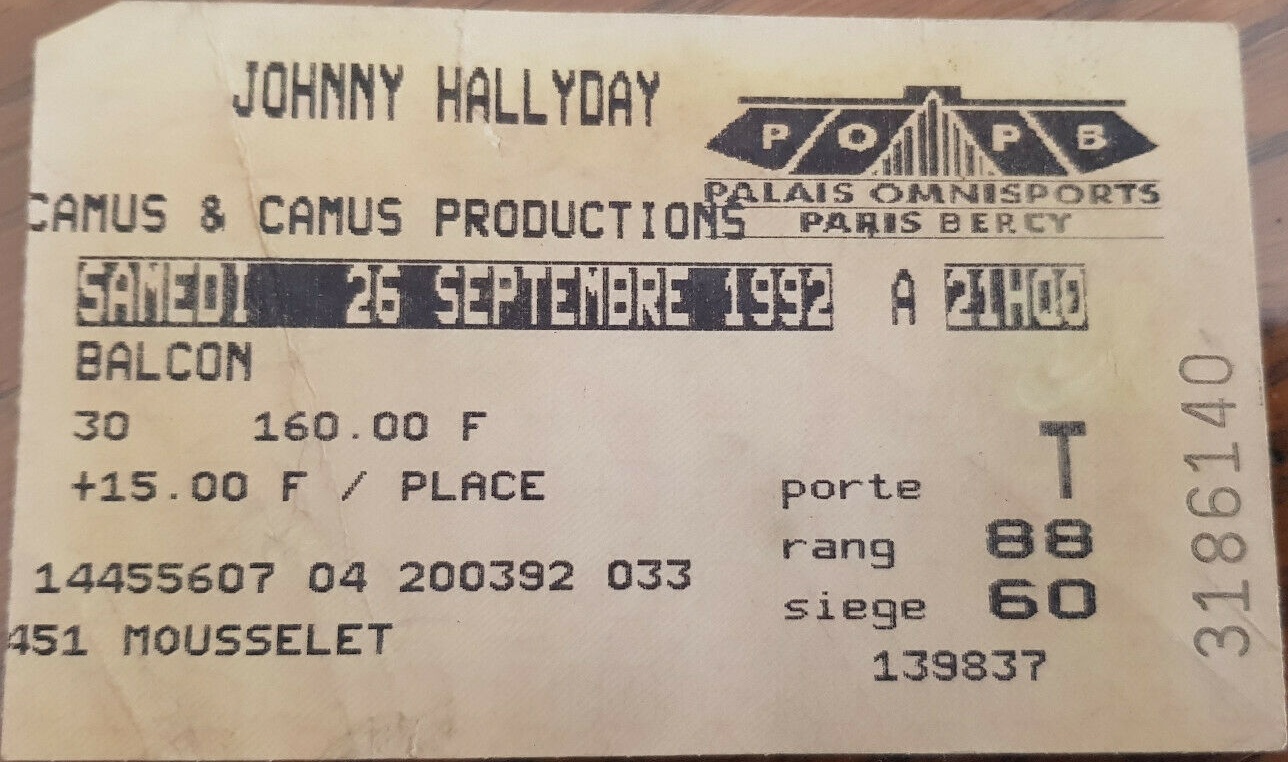 JOHNNY HALLYDAY
POPB
PALAIS OMNISPORTS
PARIS BERCY
CAMUS & CAMUS PRODUCTIONS
SAMEDI 26 SEPTEMBRE 1992 A 21H00
BALCON
30 160.00 F
+15.00 F / PLACE
porte T
rang 88
siege 60
14455607 04 200392 033
451 MOUSSELET
139837
3186140